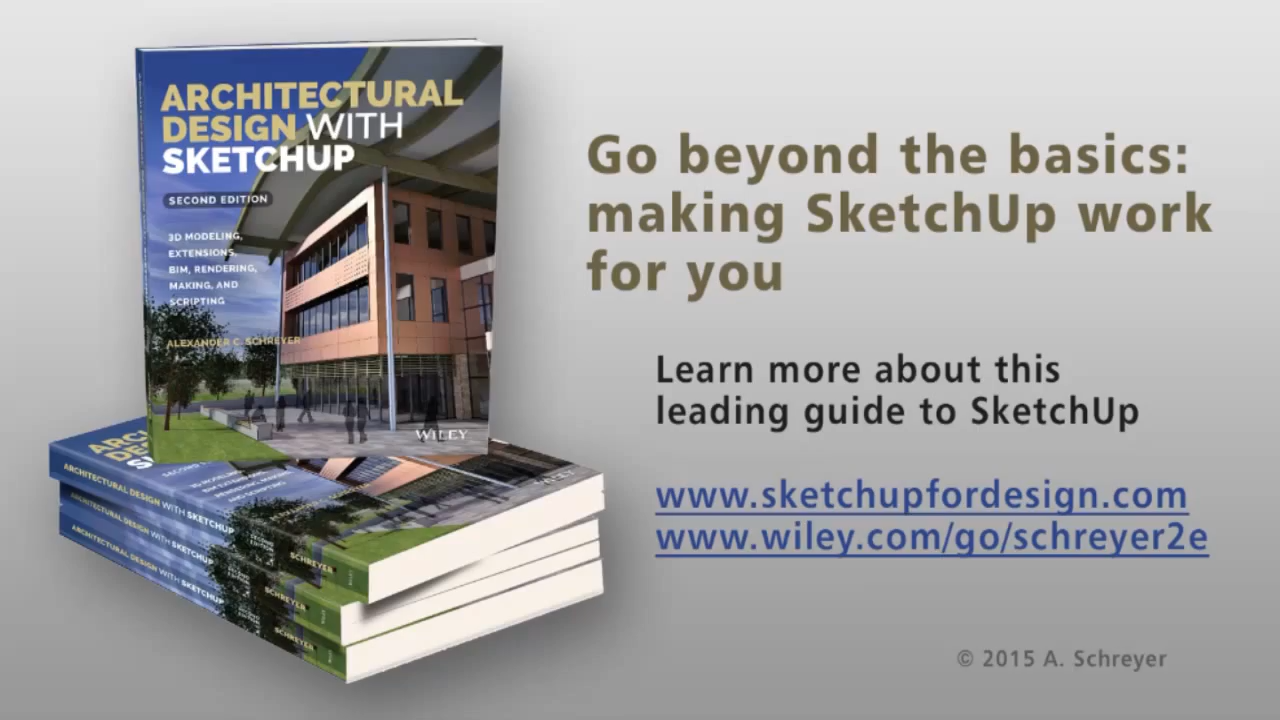 ARCHITECTURAL
DESIGN WITH
SKETCHUP
SECOND EDITION
3D MODELING,
EXTENSIONS,
BIM, RENDERING,
MAKING, AND
SCRIPTING
ALEXANDER C. SCHREYER
WILEY
Go beyond the basics:
making SketchUp work
for you
Learn more about this
leading guide to SketchUp
www.sketchupfordesign.com
www.wiley.com/go/schreyer2e
© 2015 A. Schreyer
ARCHITECTURAL DESIGN WITH SKETCHUP
SECOND EDITION
SCHREYER
WILEY
ARCHITECTURAL DESIGN WITH SKETCHUP
SCHREYER
ARCHITECTURAL DESIGN WITH SKETCHUP
SCHREYER